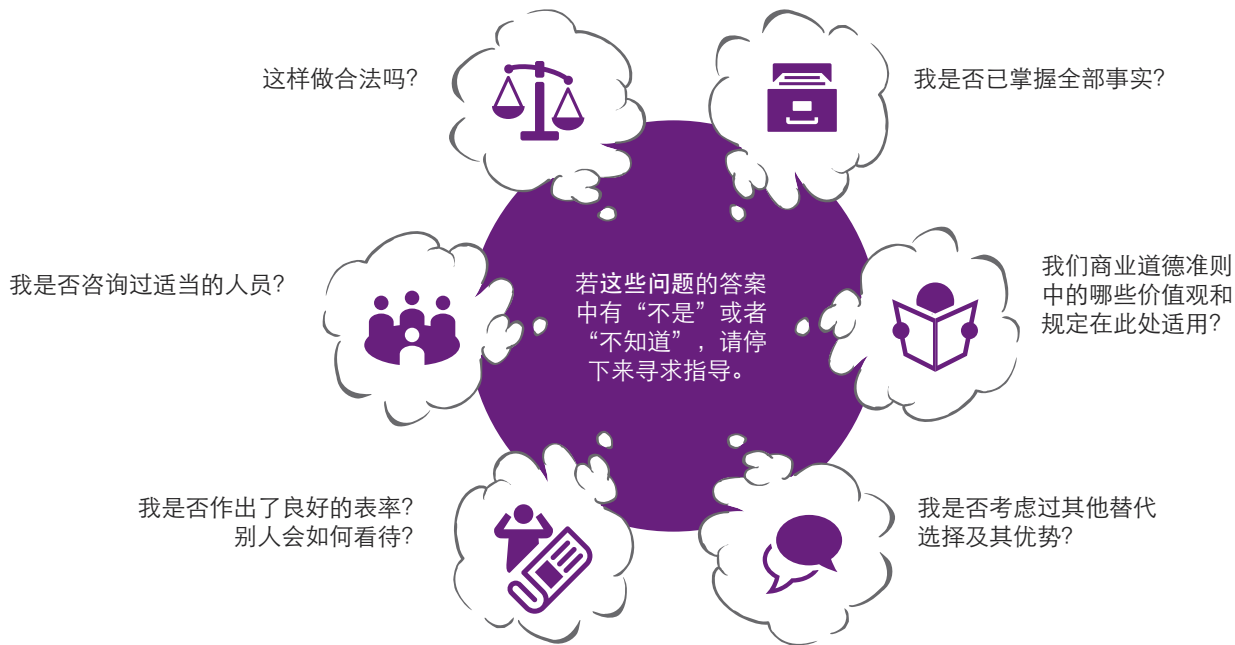 这样做合法吗？
我是否已掌握全部事实？
我是否咨询过适当的人员？
若这些问题的答案
中有“不是”或者
“不知道”，请停
下来寻求指导。
我们商业道德准则
中的哪些价值观和
规定在此处适用？
我是否作出了良好的表率？
别人会如何看待？
我是否考虑过其他替代
选择及其优势？